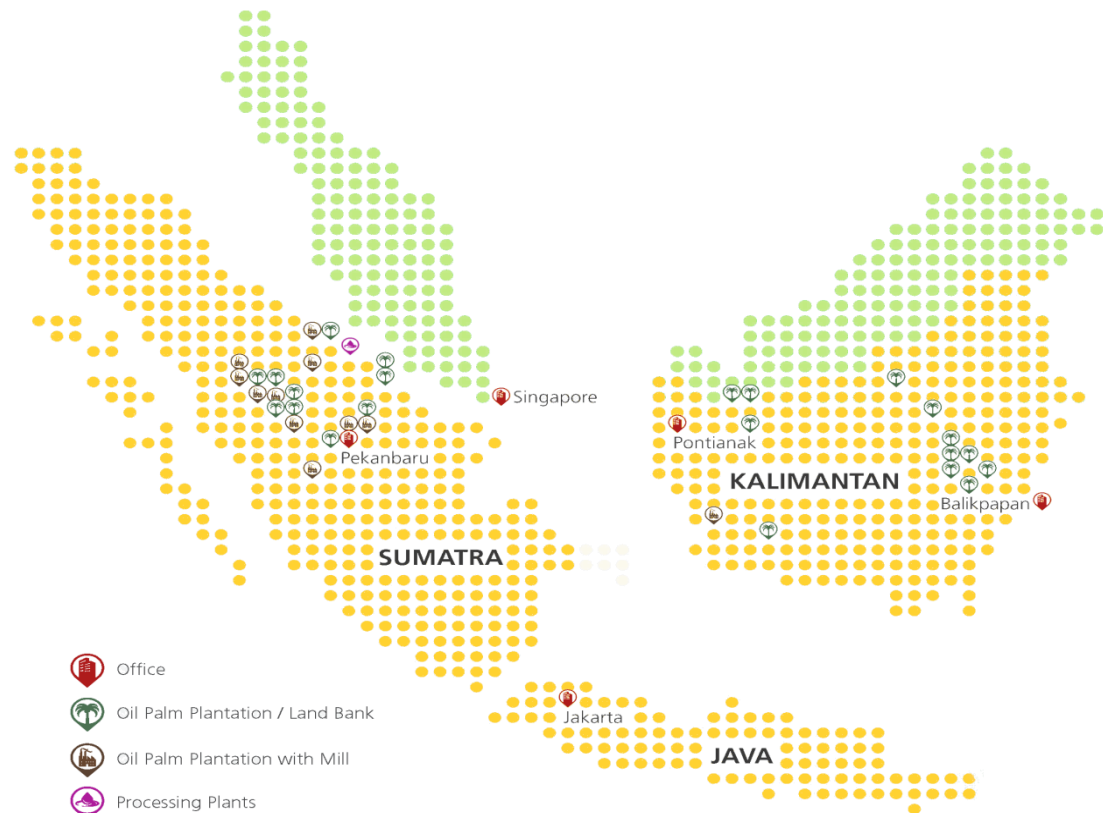 Singapore
Pontianak
Pekanbaru
KALIMANTAN
Balikpapan
SUMATRA
Office
Oil Palm Plantation / Land Bank
Jakarta
Oil Palm Plantation with Mill
JAVA
Processing Plants